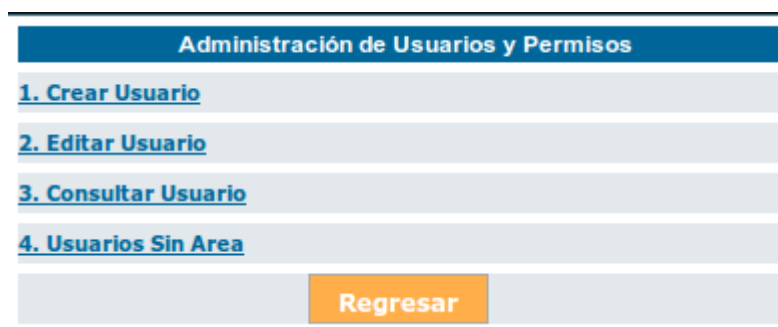 Administración de Usuarios y Permisos
1. Crear Usuario
2. Editar Usuario
3. Consultar Usuario
4. Usuarios Sin Area
Regresar